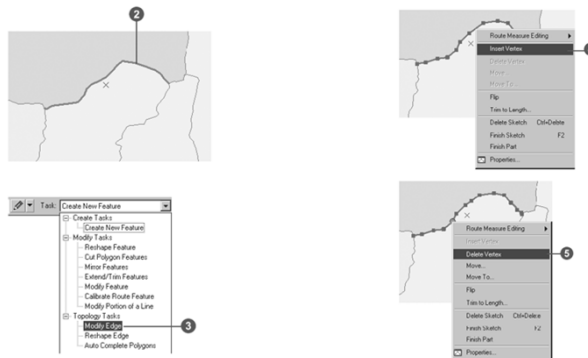 2
Task: Create New Feature
Create Tasks
Create New Feature
Modify Tasks
Reshape Feature
Cut Polygon Features
Mirror Features
Extend/Trim Features
Modify Feature
Calibrate Route Feature
Modify Portion of a Line
Topology Tasks
Modify Edge
3
Reshape Edge
Auto Complete Polygons
Route Measure Editing
Insert Vertex
Delete Vertex
Move...
Move To...
Flip
Trim to Length...
Delete Sketch Ctrl+Delete
Finish Sketch F2
Finish Part
Properties...
Route Measure Editing
Insert Vertex
Delete Vertex
5
Move...
Move To...
Flip
Trim to Length...
Delete Sketch Ctrl+Delete
Finish Sketch F2
Finish Part
Properties...